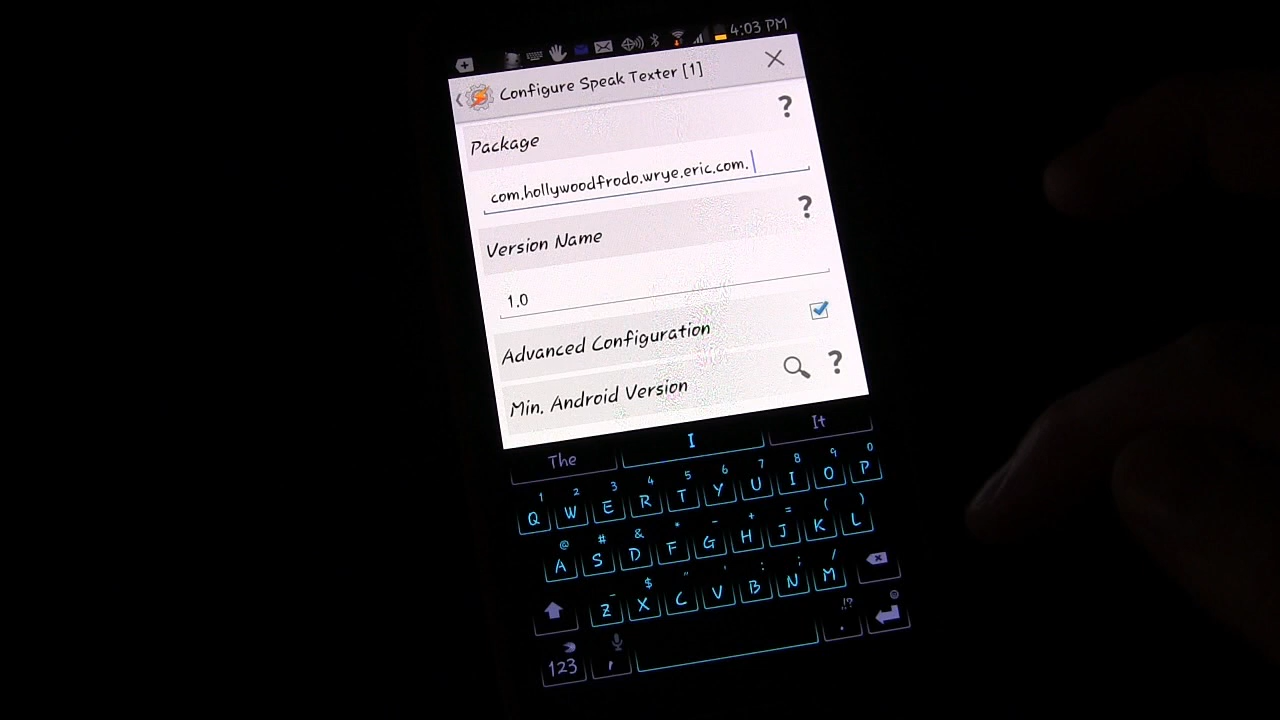 4:03 PM
Configure Speak Texter [1]
Package
?
com.hollywoodfrodo.wrye.eric.com.
Version Name
?
1.0
Advanced Configuration
Min. Android Version
?
The I It
1 2 3 4 5 6 7 8 9 0
Q W E R T Y U I O P
@ # & * - + = ( )
A S D F G H J K L
_ $ " ' : ; /
Z X C V B N M
,!?
123 , .